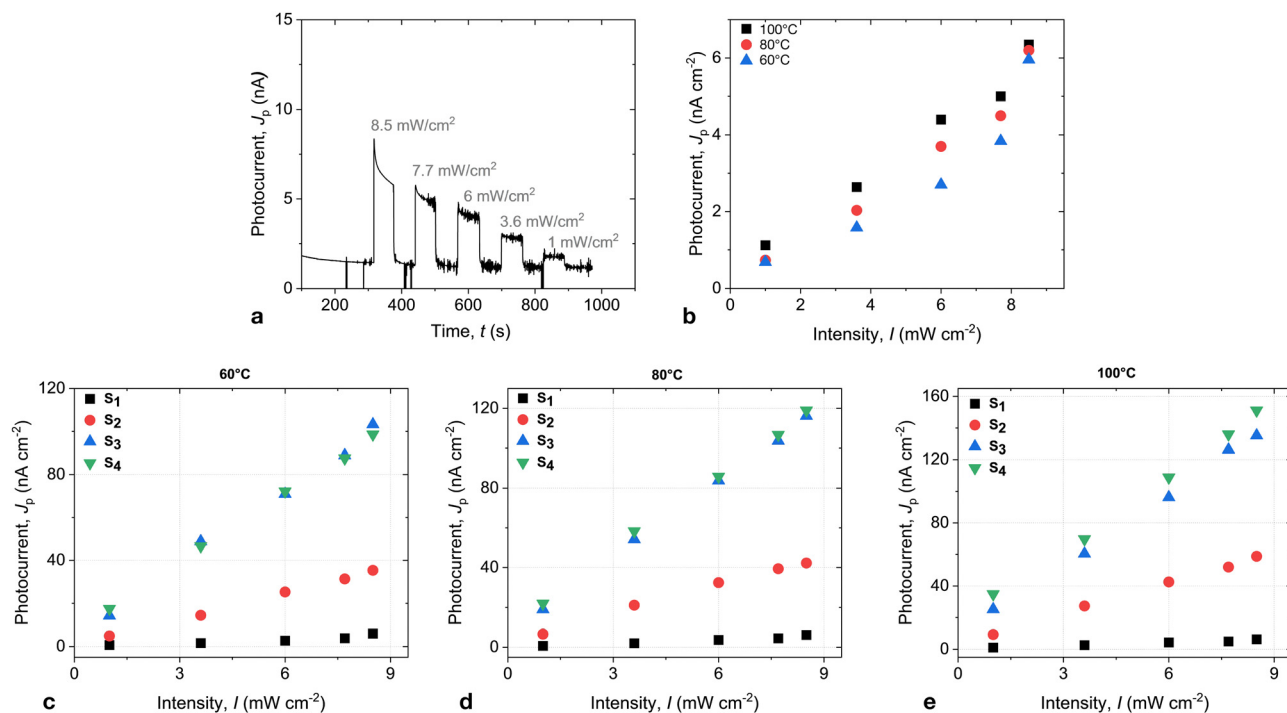 15
10
5
0
Photocurrent, Jp (nA)
8.5 mW/cm²
7.7 mW/cm²
6 mW/cm²
3.6 mW/cm²
1 mW/cm²
200 400 600 800 1000
Time, t (s)
a
100°C
80°C
60°C
6
4
2
0
Photocurrent, Jp (nA cm-2)
0 2 4 6 8
Intensity, I (mW cm-2)
b
60°C
S1
S2
S3
S4
120
80
40
0
Photocurrent, Jp (nA cm-2)
0 3 6 9
Intensity, I (mW cm-2)
c
80°C
S1
S2
S3
S4
120
80
40
0
Photocurrent, Jp (nA cm-2)
0 3 6 9
Intensity, I (mW cm-2)
d
100°C
S1
S2
S3
S4
160
120
80
40
0
Photocurrent, Jp (nA cm-2)
0 3 6 9
Intensity, I (mW cm-2)
e